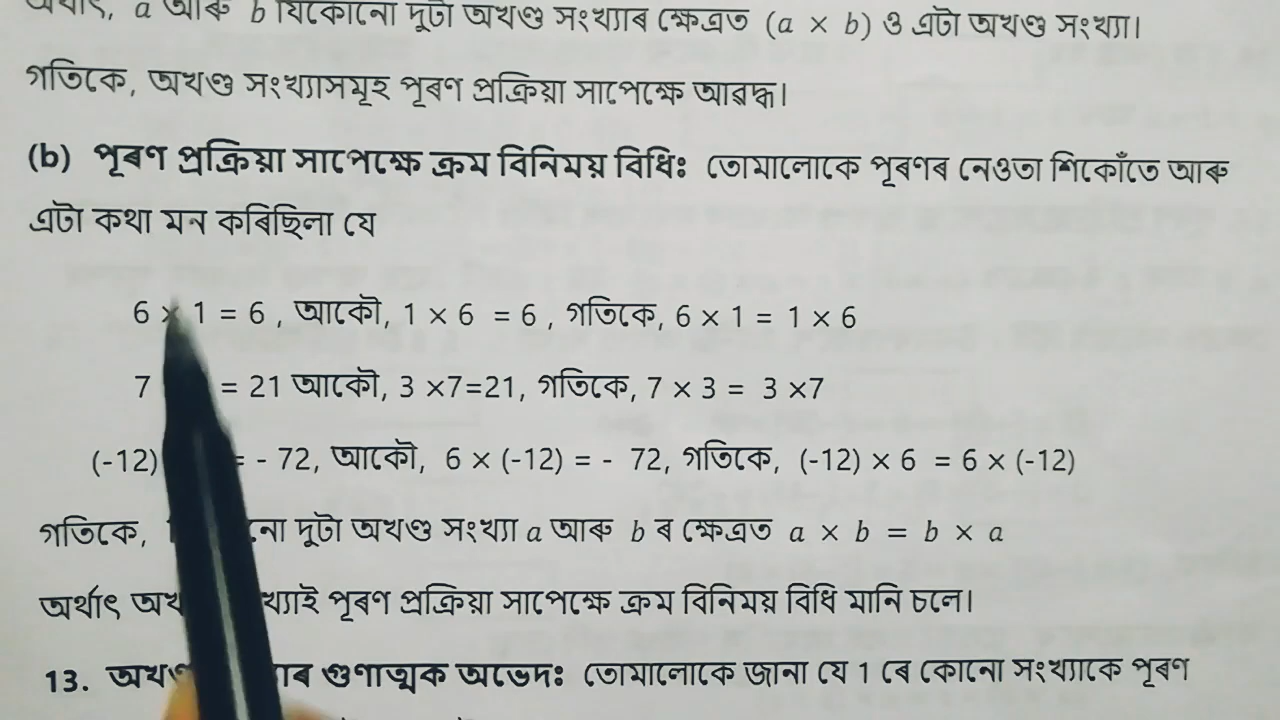 a আৰু b যিকোনো দুটা অখণ্ড সংখ্যাৰ ক্ষেত্ৰত (a × b) ও এটা অখণ্ড সংখ্যা।
গতিকে, অখণ্ড সংখ্যাসমূহ পূৰণ প্ৰক্ৰিয়া সাপেক্ষে আৱদ্ধ।
(b) পূৰণ প্ৰক্ৰিয়া সাপেক্ষে ক্ৰম বিনিময় বিধিঃ তোমালোকে পূৰণৰ নেওতা শিকোঁতে আৰু
এটা কথা মন কৰিছিলা যে
6 × 1 = 6 , আকৌ, 1 × 6 = 6 , গতিকে, 6 × 1 = 1 × 6
7 = 21 আকৌ, 3 ×7=21, গতিকে, 7 × 3 = 3 ×7
(-12) = - 72, আকৌ, 6 × (-12) = - 72, গতিকে, (-12) × 6 = 6 × (-12)
গতিকে, দুটা অখণ্ড সংখ্যা a আৰু b ৰ ক্ষেত্ৰত a × b = b × a
অৰ্থাৎ পূৰণ প্ৰক্ৰিয়া সাপেক্ষে ক্ৰম বিনিময় বিধি মানি চলে।
13. গুণাত্মক অভেদঃ তোমালোকে জানা যে 1 ৰে কোনো সংখ্যাকে পূৰণ